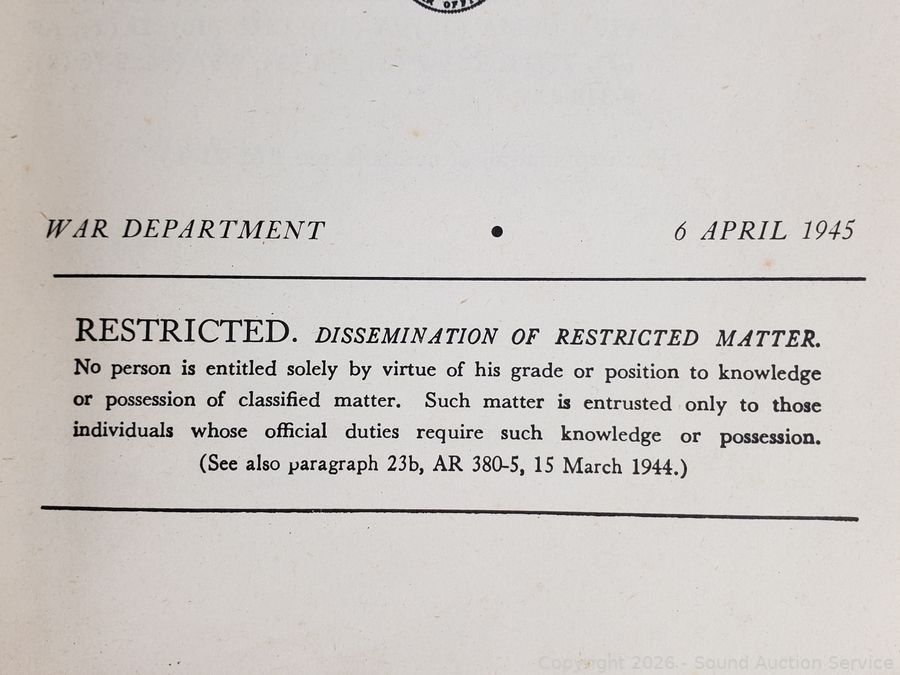 WAR DEPARTMENT • 6 APRIL 1945
RESTRICTED. DISSEMINATION OF RESTRICTED MATTER.
No person is entitled solely by virtue of his grade or position to knowledge
or possession of classified matter. Such matter is entrusted only to those
individuals whose official duties require such knowledge or possession.
(See also paragraph 23b, AR 380-5, 15 March 1944.)
Copyright 2026 - Sound Auction Service